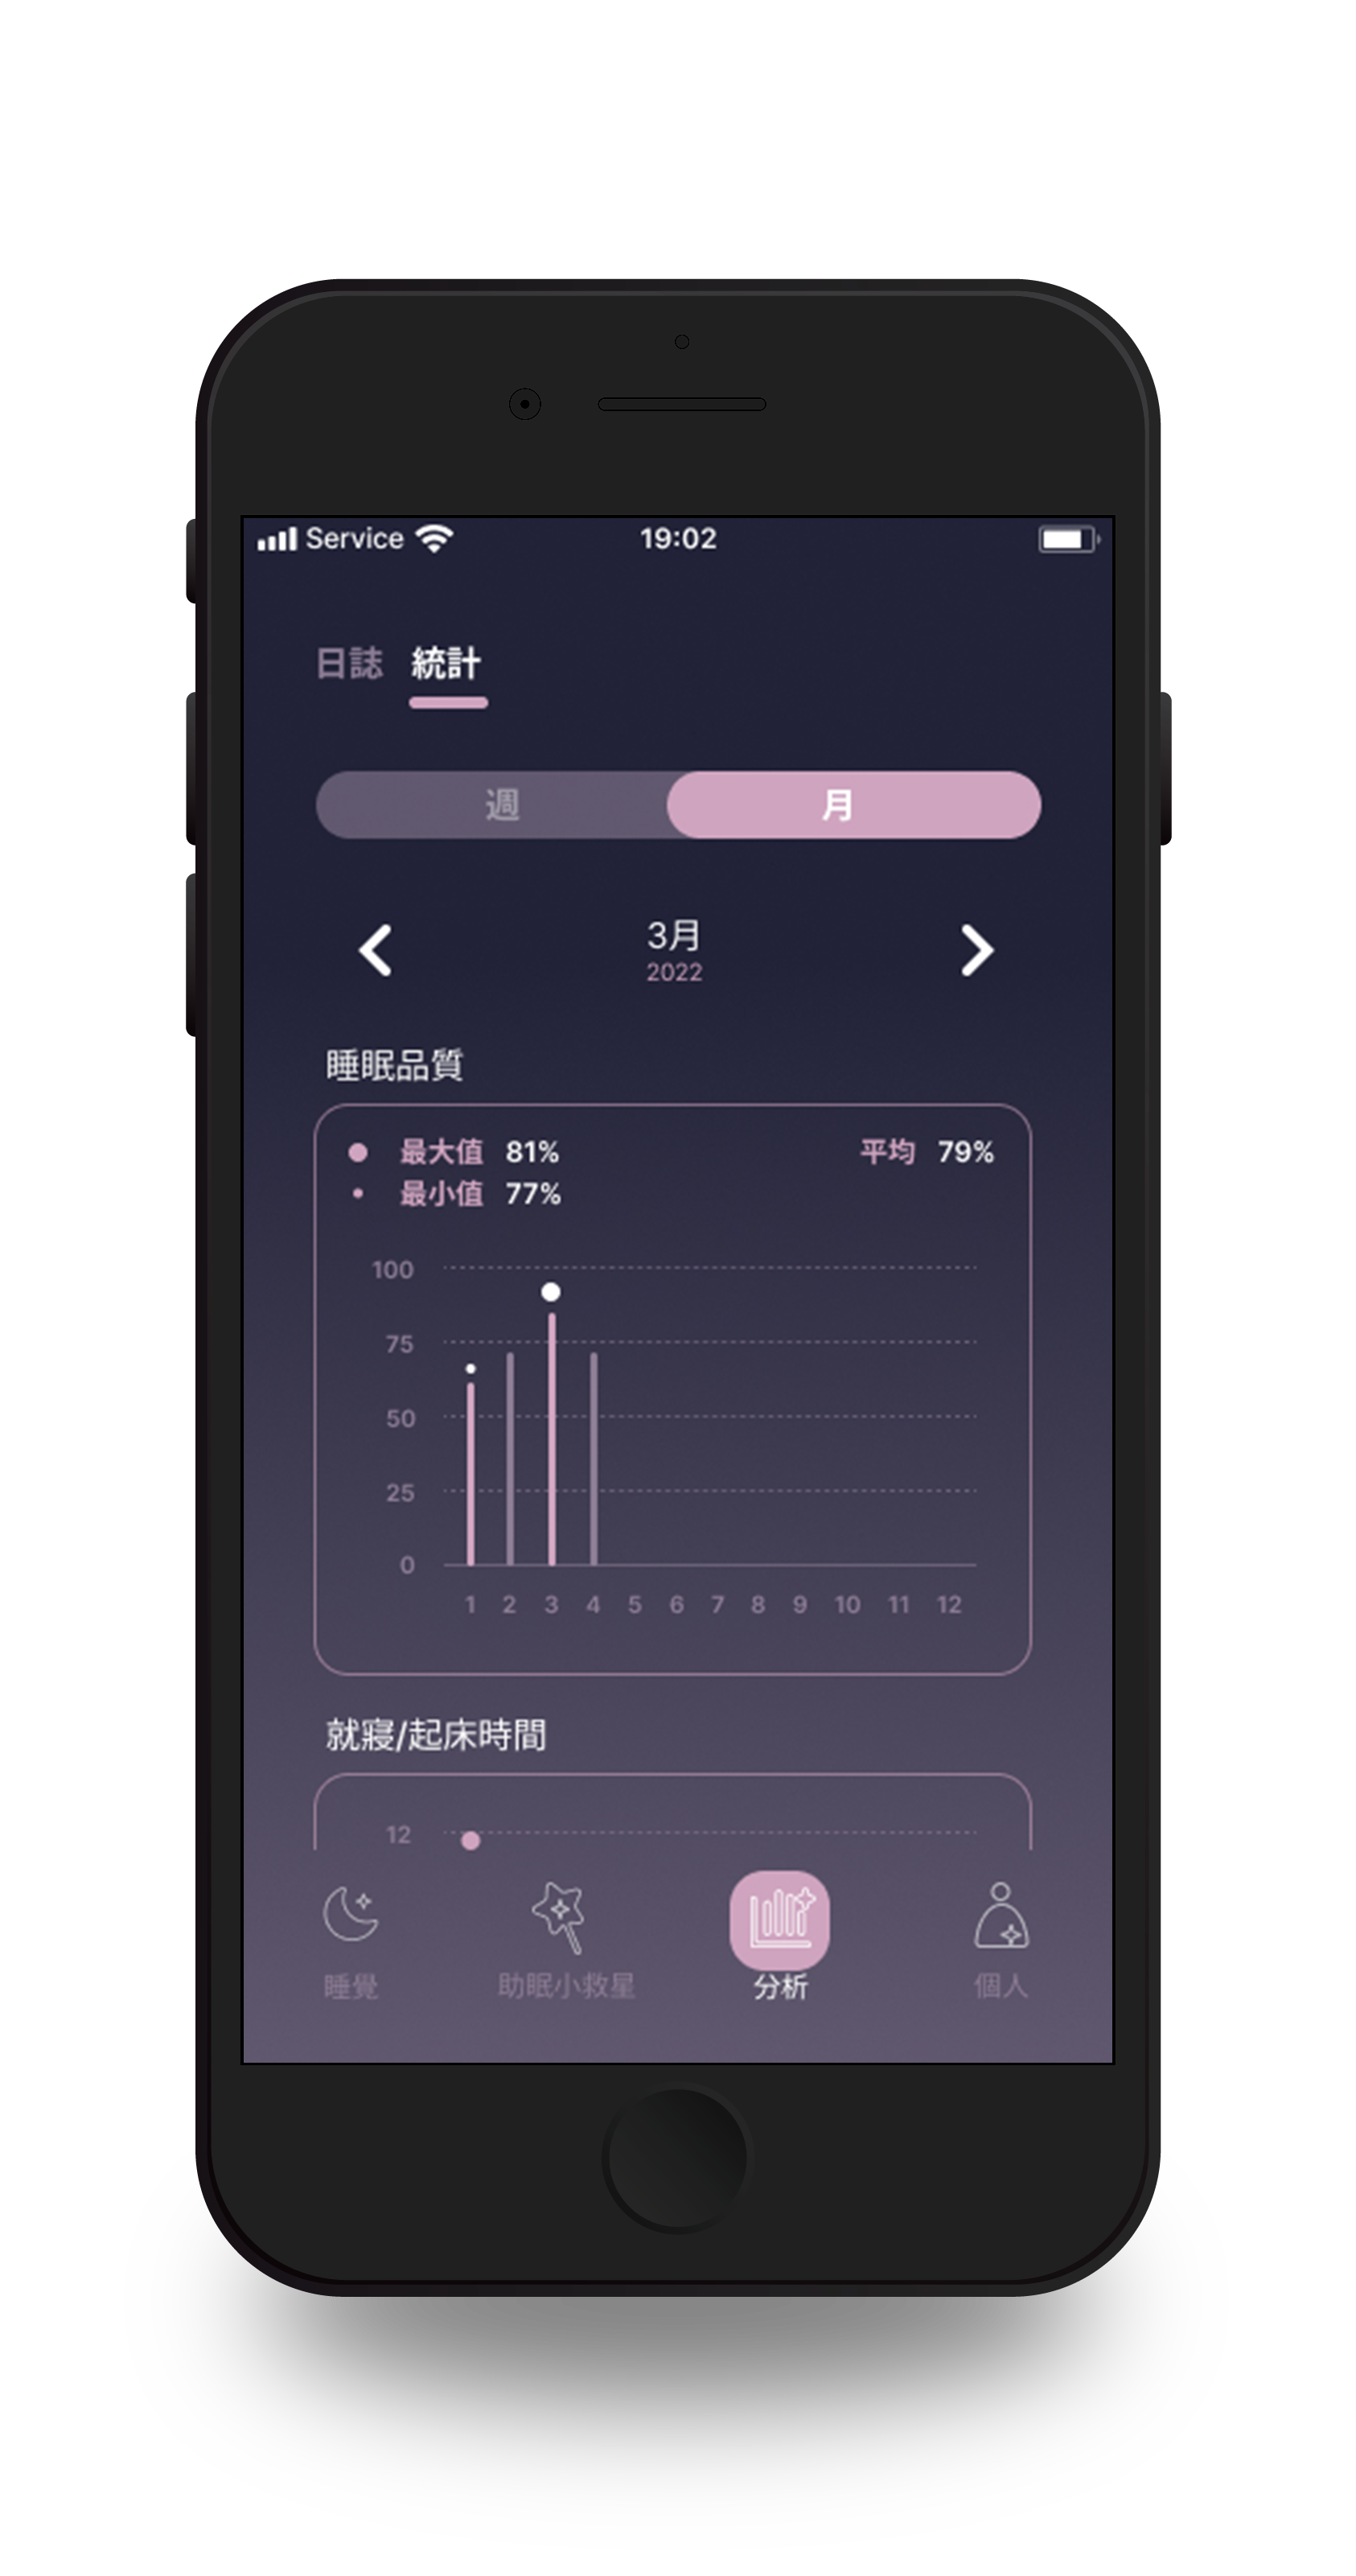 Service 19:02
日誌 統計
週 月
3月
2022
睡眠品質
最大值 81% 平均 79%
最小值 77%
100
75
50
25
0
1 2 3 4 5 6 7 8 9 10 11 12
就寢/起床時間
12
睡覺 助眠小救星 分析 個人